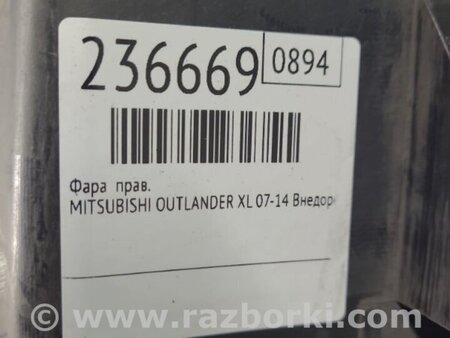 236669 0894
Фара прав.
MITSUBISHI OUTLANDER XL 07-14 Внедор
© www.razborki.com